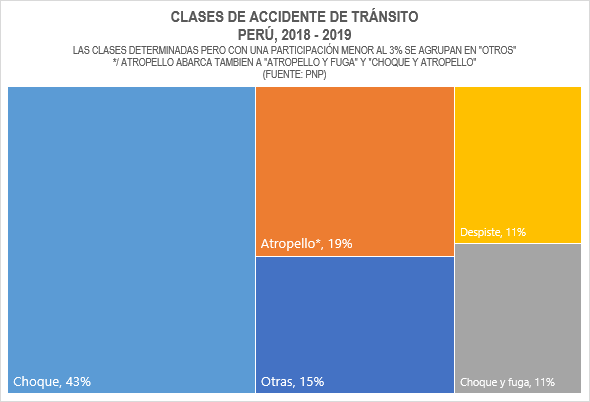 CLASES DE ACCIDENTE DE TRÁNSITO
PERÚ, 2018 - 2019
LAS CLASES DETERMINADAS PERO CON UNA PARTICIPACIÓN MENOR AL 3% SE AGRUPAN EN "OTROS"
*/ ATROPELLO ABARCA TAMBIEN A "ATROPELLO Y FUGA" Y "CHOQUE Y ATROPELLO"
(FUENTE: PNP)
Choque, 43%
Atropello*, 19%
Otras, 15%
Despiste, 11%
Choque y fuga, 11%